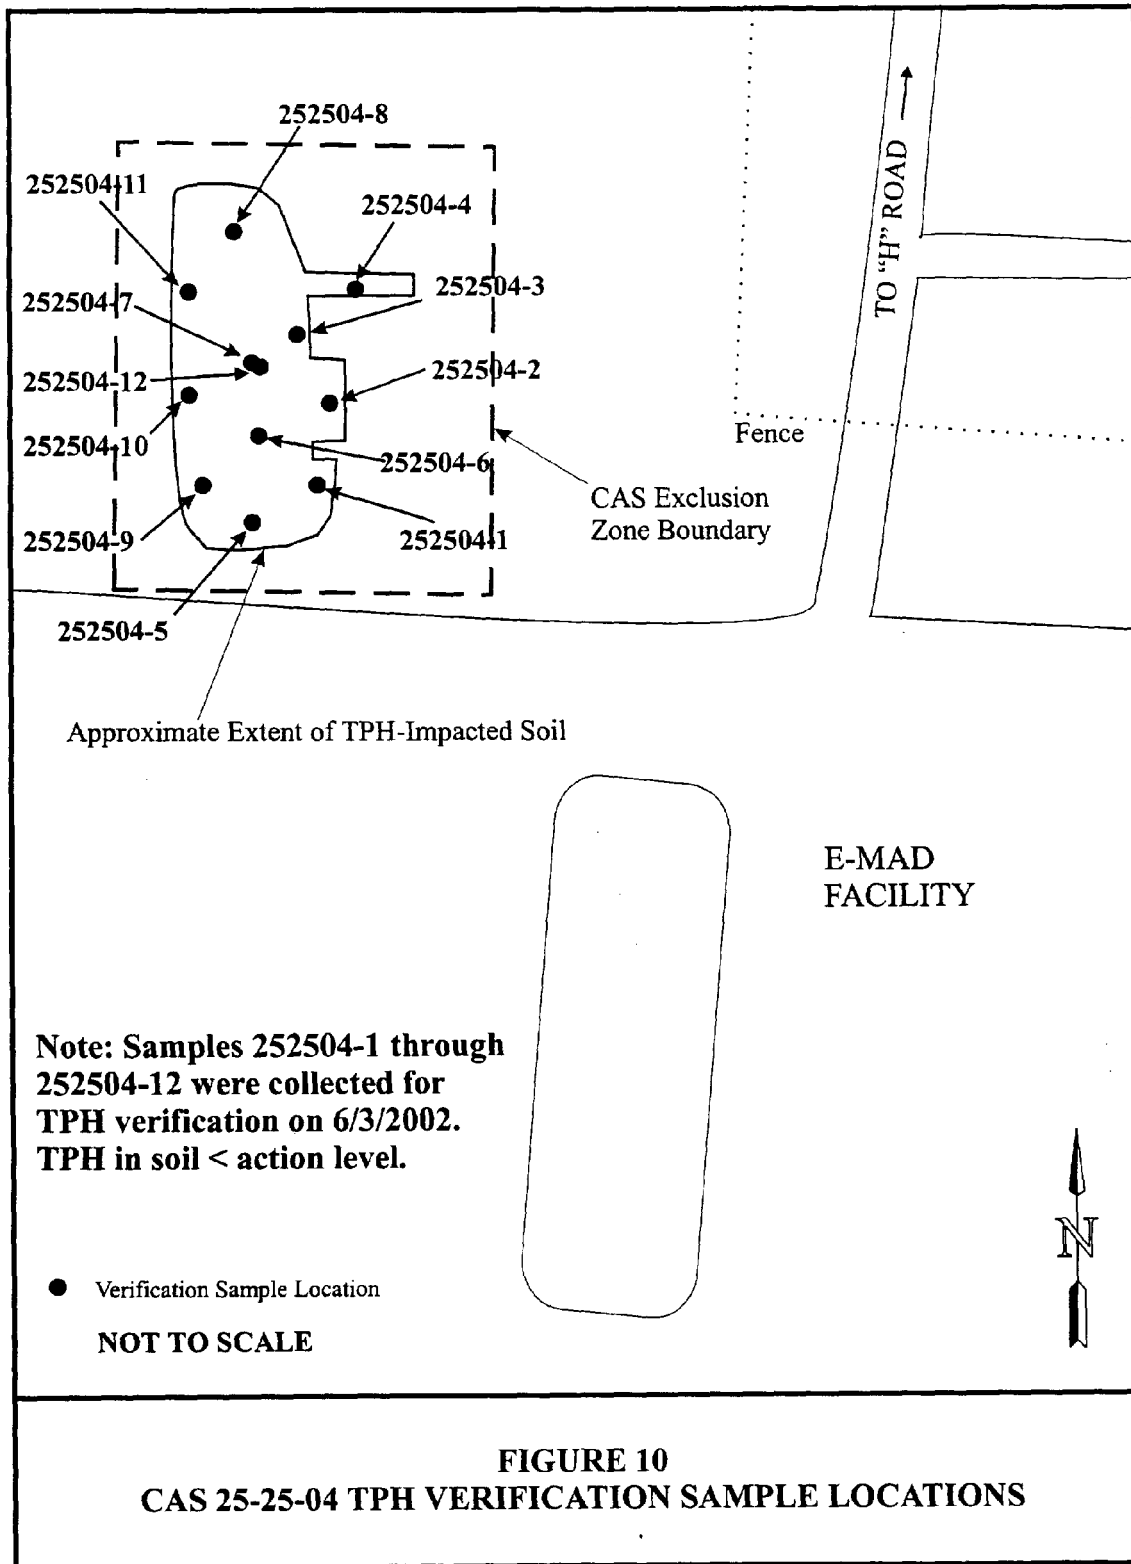 252504-8
252504-11
252504-4
TO "H" ROAD
252504-3
252504-7
252504-2
252504-12
Fence
252504-10
252504-6
CAS Exclusion
Zone Boundary
252504-9
252504-1
252504-5
Approximate Extent of TPH-Impacted Soil
E-MAD
FACILITY
Note: Samples 252504-1 through
252504-12 were collected for
TPH verification on 6/3/2002.
TPH in soil < action level.
N
Verification Sample Location
NOT TO SCALE
FIGURE 10
CAS 25-25-04 TPH VERIFICATION SAMPLE LOCATIONS